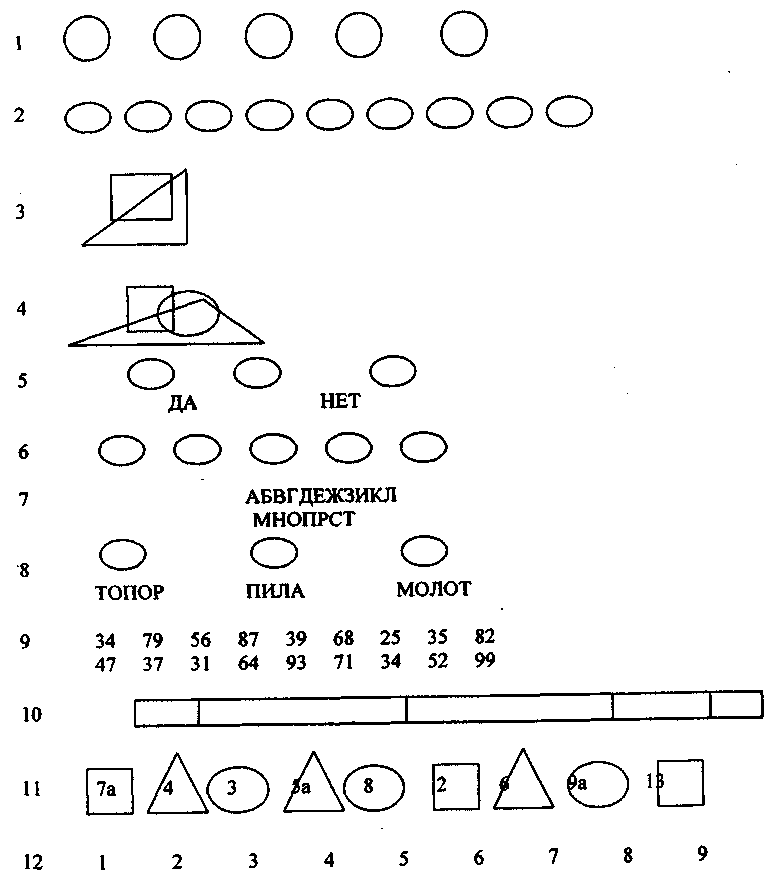 1
2
3
4
5
ДА НЕТ
6
7 АБВГДЕЖЗИКЛ
МНОПРСТ
8
ТОПОР ПИЛА МОЛОТ
9 34 79 56 87 39 68 25 35 82
47 37 31 64 93 71 34 52 99
10
11 7а 4 3 5а 8 2 6 9а 13
12 1 2 3 4 5 6 7 8 9